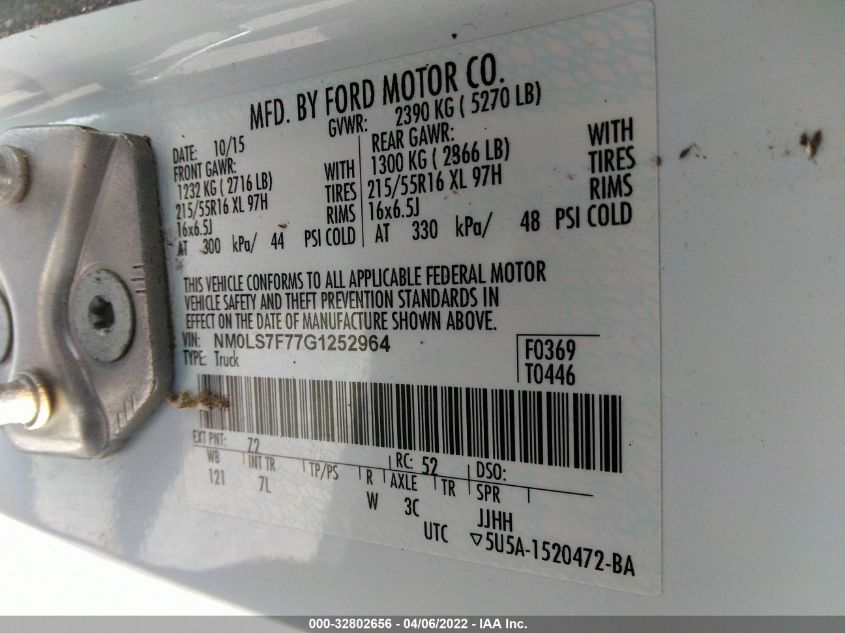 MFD. BY FORD MOTOR CO.
DATE: 10/15
GVWR: 2390 KG ( 5270 LB)
FRONT GAWR:
1232 KG ( 2716 LB) WITH
215/55R16 XL 97H TIRES
16x6.5J RIMS
AT 300 kPa/ 44 PSI COLD
REAR GAWR:
1300 KG ( 2866 LB) WITH
215/55R16 XL 97H TIRES
16x6.5J RIMS
AT 330 kPa/ 48 PSI COLD
THIS VEHICLE CONFORMS TO ALL APPLICABLE FEDERAL MOTOR
VEHICLE SAFETY AND THEFT PREVENTION STANDARDS IN
EFFECT ON THE DATE OF MANUFACTURE SHOWN ABOVE.
VIN: NM0LS7F77G1252964
TYPE: Truck
F0369
T0446
EXT PNT: 72 RC: 52 DSO:
WB INT TR TP/PS R AXLE TR SPR
121 7L W 3C JJHH
UTC ▽5U5A-1520472-BA
000-32802656 - 04/06/2022 - IAA Inc.